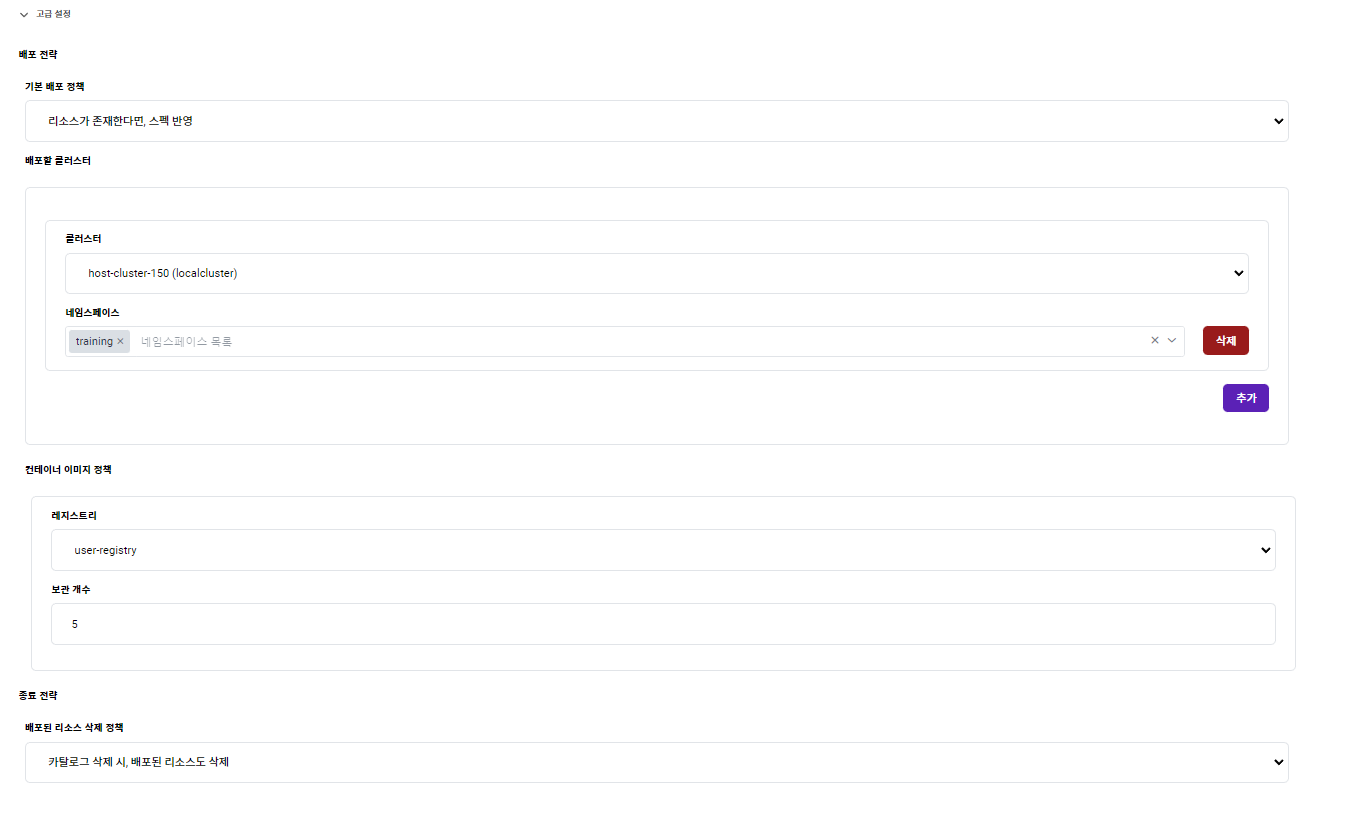 고급 설정
배포 전략
기본 배포 정책
리소스가 존재한다면, 스펙 반영
배포할 클러스터
클러스터
host-cluster-150 (localcluster)
네임스페이스
training × 네임스페이스 목록
삭제
추가
컨테이너 이미지 정책
레지스트리
user-registry
보관 개수
5
종료 전략
배포된 리소스 삭제 정책
카탈로그 삭제 시, 배포된 리소스도 삭제